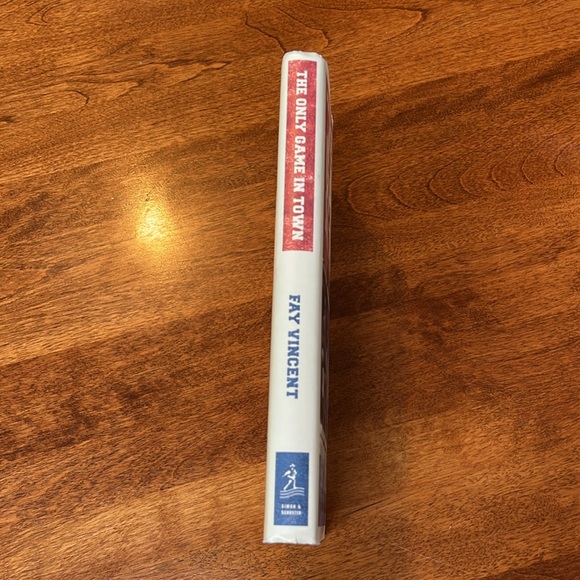 THE ONLY GAME IN TOWN
FAY VINCENT
SIMON &
SCHUSTER